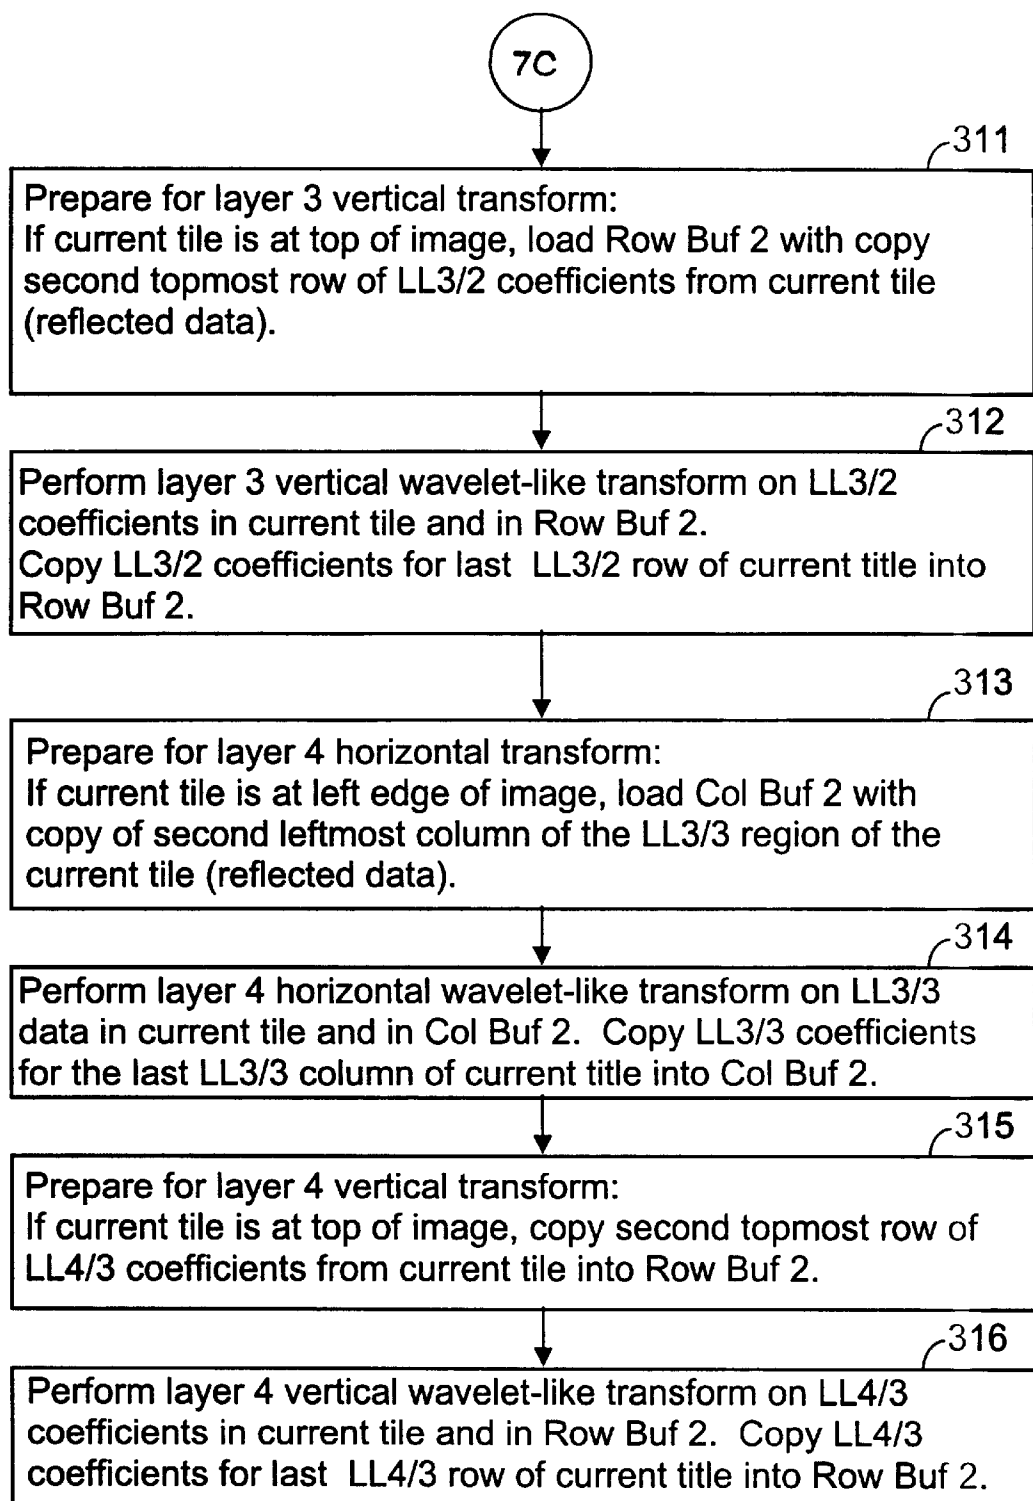 7C
311
Prepare for layer 3 vertical transform:
If current tile is at top of image, load Row Buf 2 with copy
second topmost row of LL3/2 coefficients from current tile
(reflected data).
312
Perform layer 3 vertical wavelet-like transform on LL3/2
coefficients in current tile and in Row Buf 2.
Copy LL3/2 coefficients for last LL3/2 row of current title into
Row Buf 2.
313
Prepare for layer 4 horizontal transform:
If current tile is at left edge of image, load Col Buf 2 with
copy of second leftmost column of the LL3/3 region of the
current tile (reflected data).
314
Perform layer 4 horizontal wavelet-like transform on LL3/3
data in current tile and in Col Buf 2. Copy LL3/3 coefficients
for the last LL3/3 column of current title into Col Buf 2.
315
Prepare for layer 4 vertical transform:
If current tile is at top of image, copy second topmost row of
LL4/3 coefficients from current tile into Row Buf 2.
316
Perform layer 4 vertical wavelet-like transform on LL4/3
coefficients in current tile and in Row Buf 2. Copy LL4/3
coefficients for last LL4/3 row of current title into Row Buf 2.